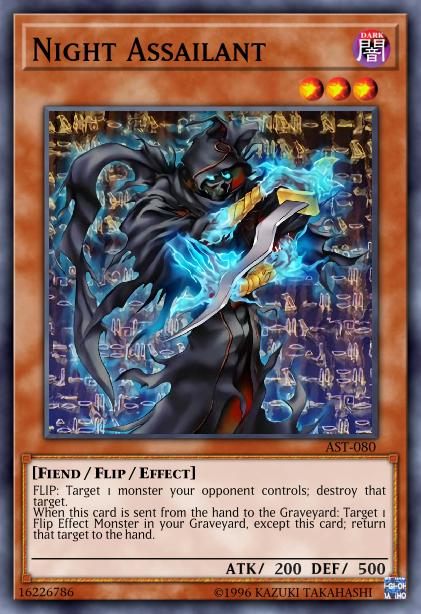 NIGHT ASSAILANT
DARK
闇
AST-080
[FIEND / FLIP / EFFECT]
FLIP: Target 1 monster your opponent controls; destroy that
target.
When this card is sent from the hand to the Graveyard: Target 1
Flip Effect Monster in your Graveyard, except this card; return
that target to the hand.
ATK/ 200 DEF/ 500
16226786
©1996 KAZUKI TAKAHASHI